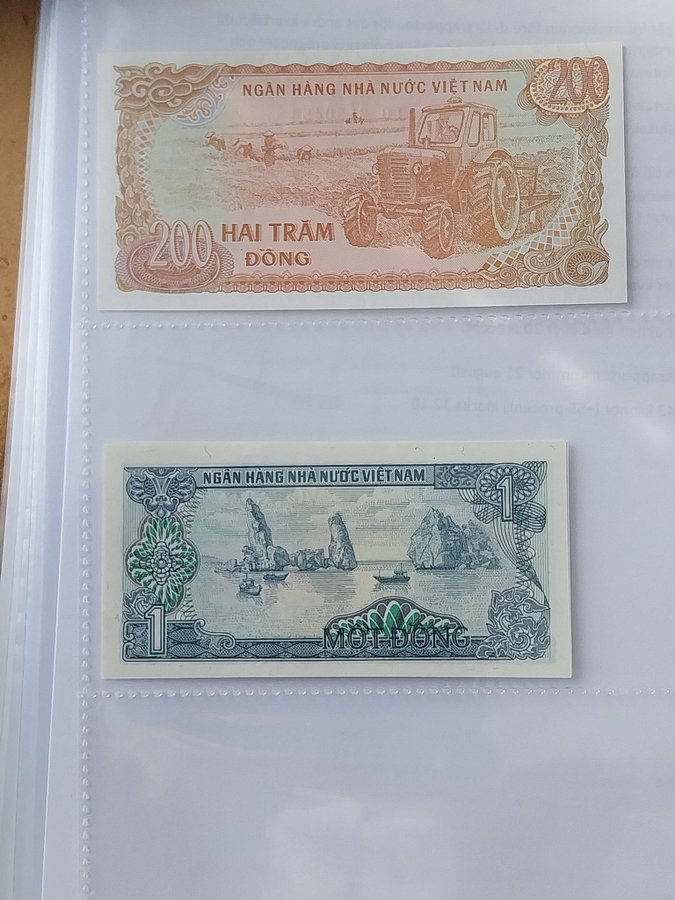 NGÂN HÀNG NHÀ NƯỚC VIỆT NAM
200
200
HAI TRĂM
ĐỒNG
NGÂN HÀNG NHÀ NƯỚC VIỆT NAM
1
1
MỘT ĐỒNG